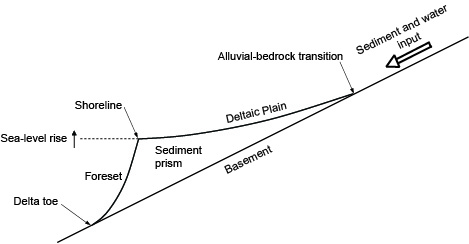 Sediment and water
input
Alluvial-bedrock transition
Shoreline
Deltaic Plain
Sea-level rise
Sediment
prism
Basement
Foreset
Delta toe